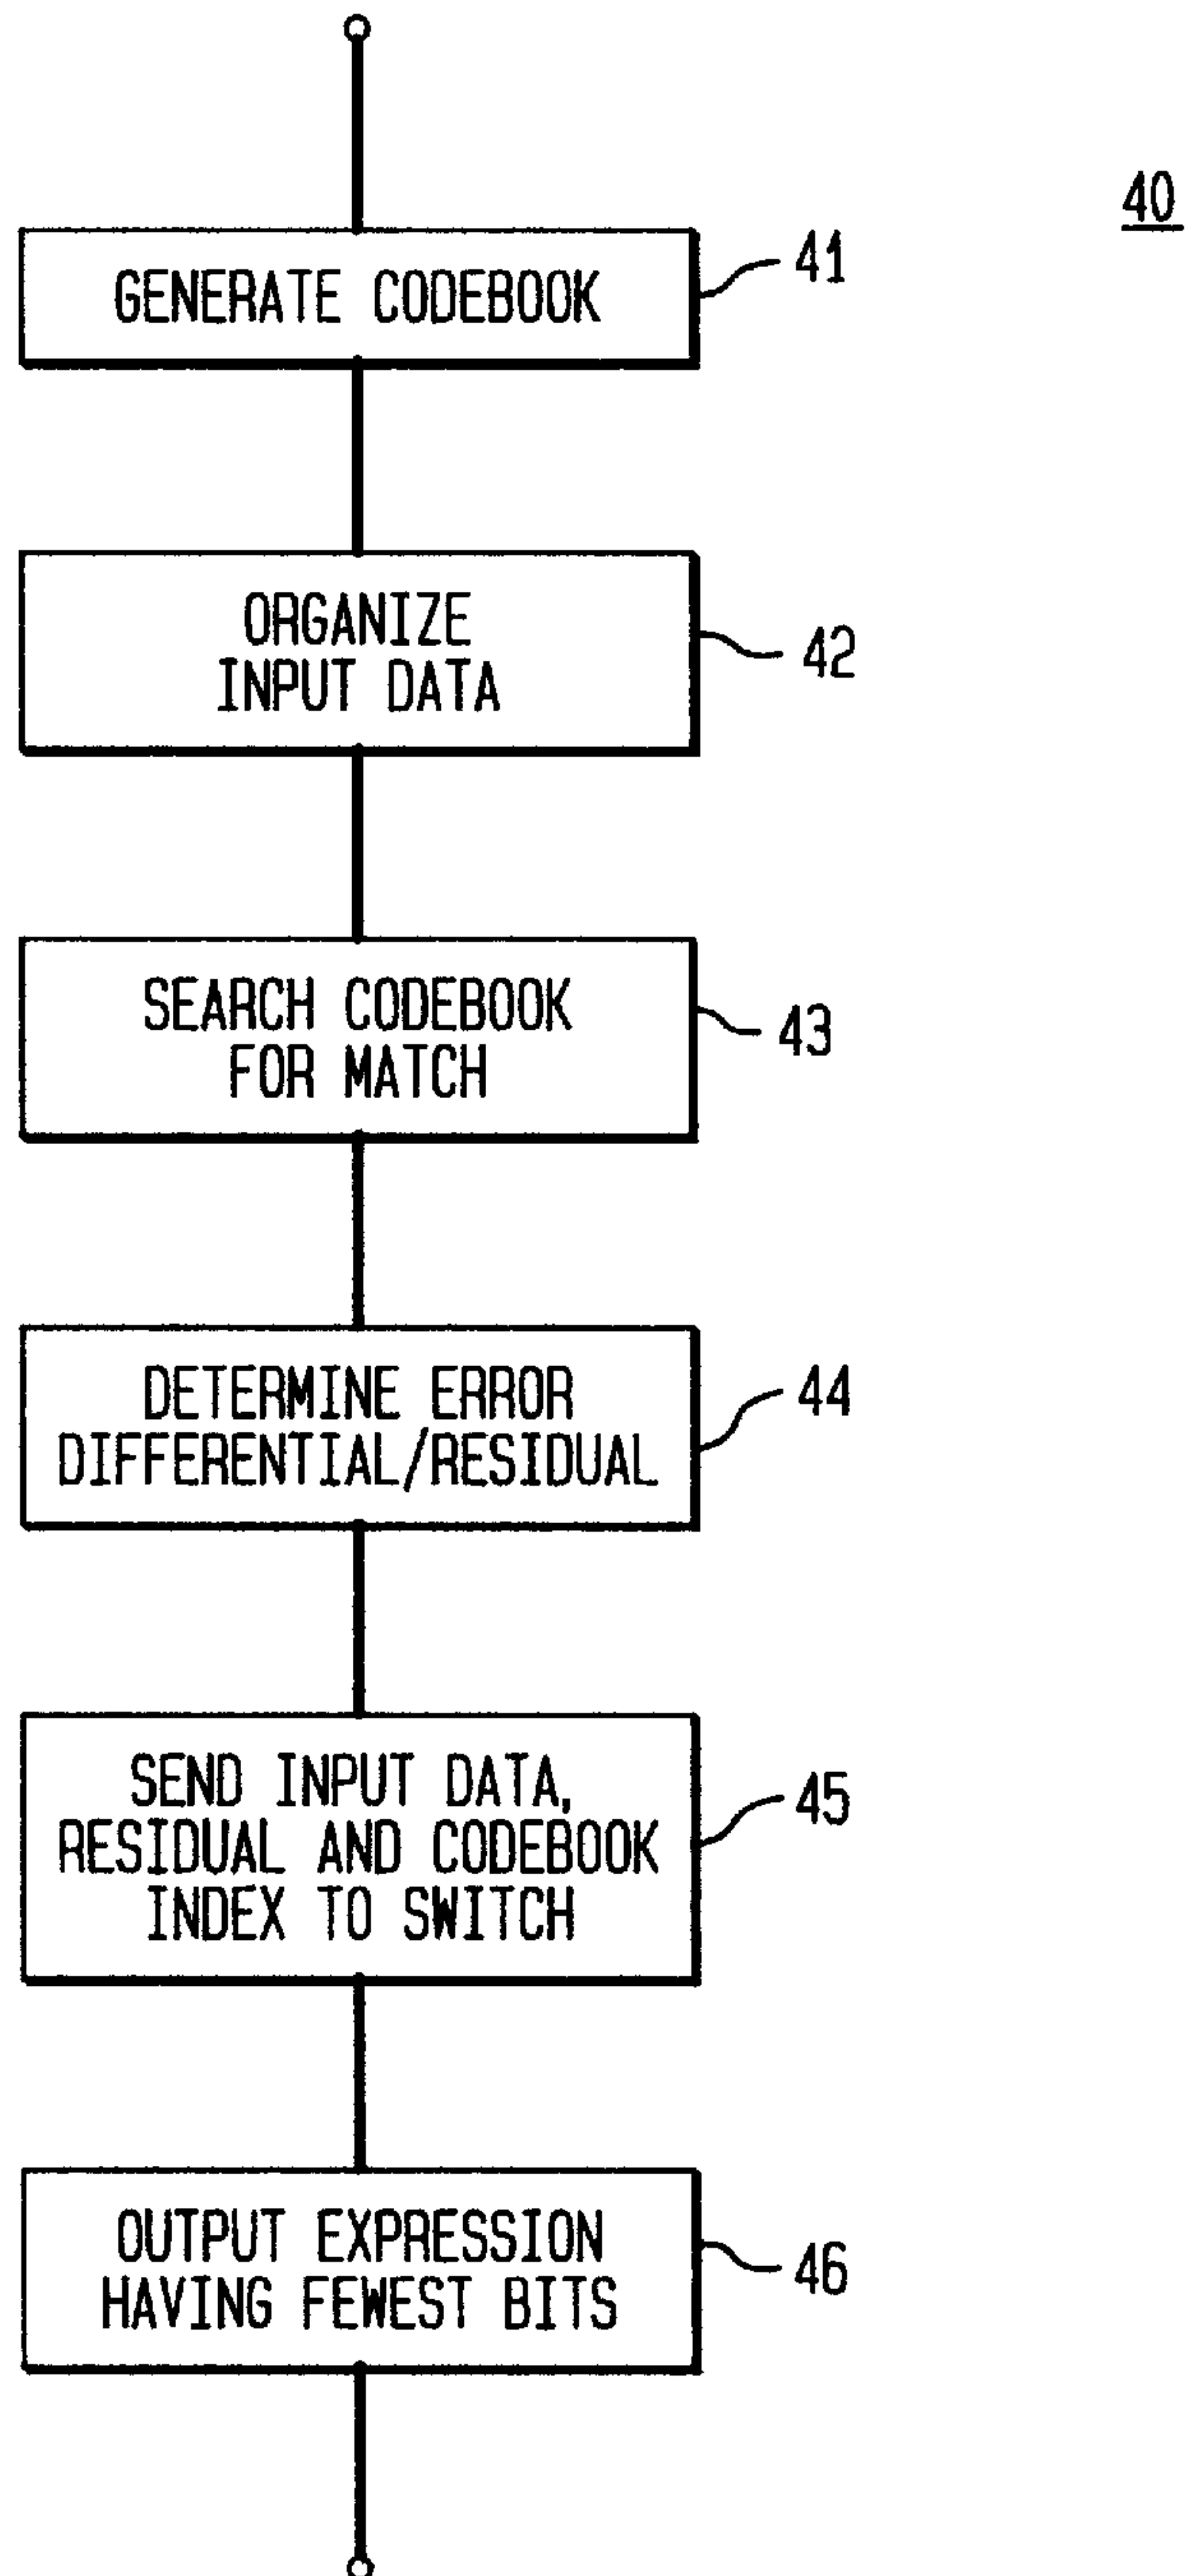 40
GENERATE CODEBOOK
41
ORGANIZE
INPUT DATA
42
SEARCH CODEBOOK
FOR MATCH
43
DETERMINE ERROR
DIFFERENTIAL/RESIDUAL
44
SEND INPUT DATA,
RESIDUAL AND CODEBOOK
INDEX TO SWITCH
45
OUTPUT EXPRESSION
HAVING FEWEST BITS
46